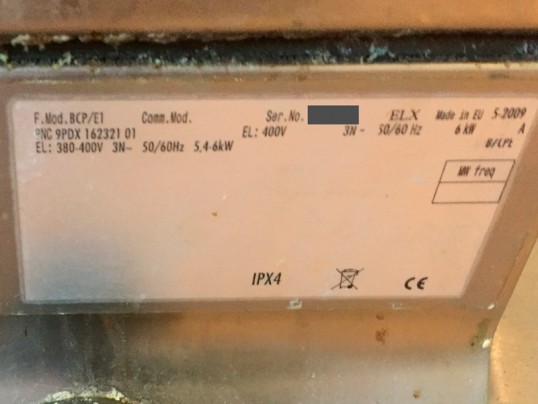 F.Mod.BCP/E1 Comm.Mod. Ser.No. ELX Made in EU 5-2009
PNC 9PDX 162321 01 EL: 400V 3N~ 50/60 Hz 6 kW A
EL: 380-400V 3N~ 50/60Hz 5,4-6kW
MW freq
IPX4 CE